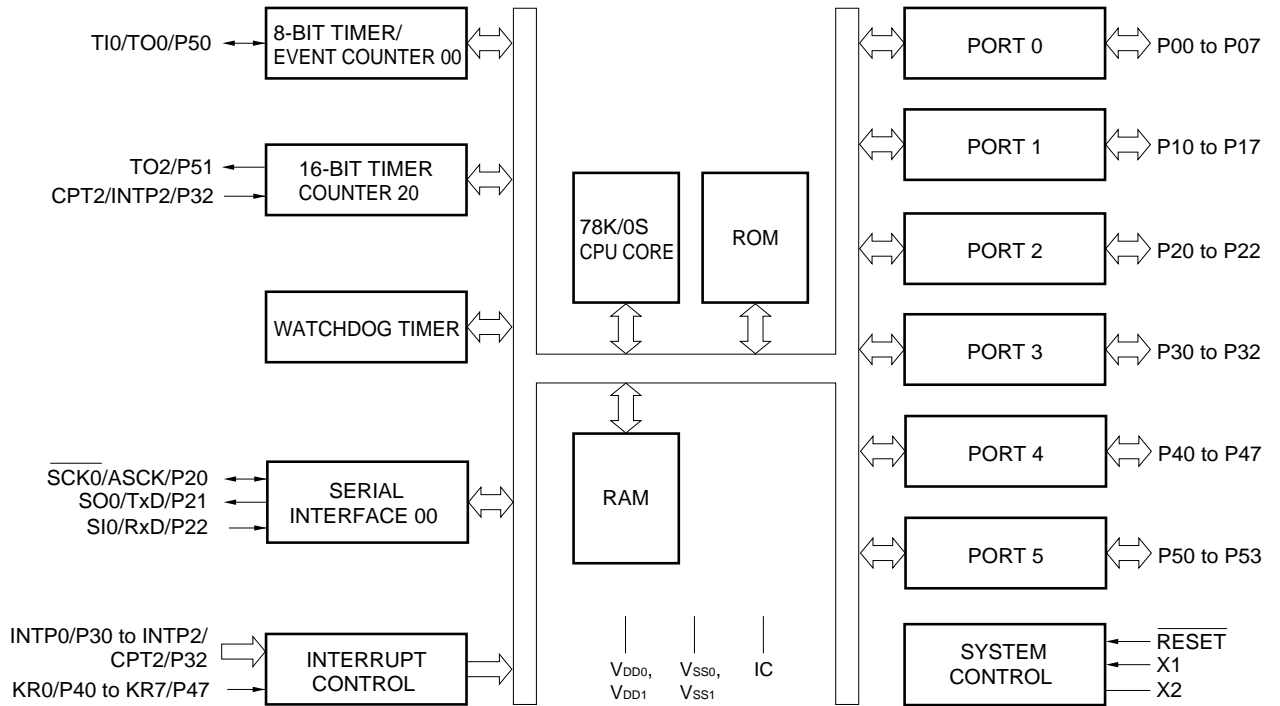 TI0/TO0/P50
8-BIT TIMER/
EVENT COUNTER 00
TO2/P51
CPT2/INTP2/P32
16-BIT TIMER
COUNTER 20
WATCHDOG TIMER
SCK0/ASCK/P20
SO0/TxD/P21
SI0/RxD/P22
SERIAL
INTERFACE 00
INTP0/P30 to INTP2/
CPT2/P32
KR0/P40 to KR7/P47
INTERRUPT
CONTROL
78K/0S
CPU CORE
ROM
RAM
VDD0,
VDD1
VSS0,
VSS1
IC
PORT 0
P00 to P07
PORT 1
P10 to P17
PORT 2
P20 to P22
PORT 3
P30 to P32
PORT 4
P40 to P47
PORT 5
P50 to P53
SYSTEM
CONTROL
RESET
X1
X2